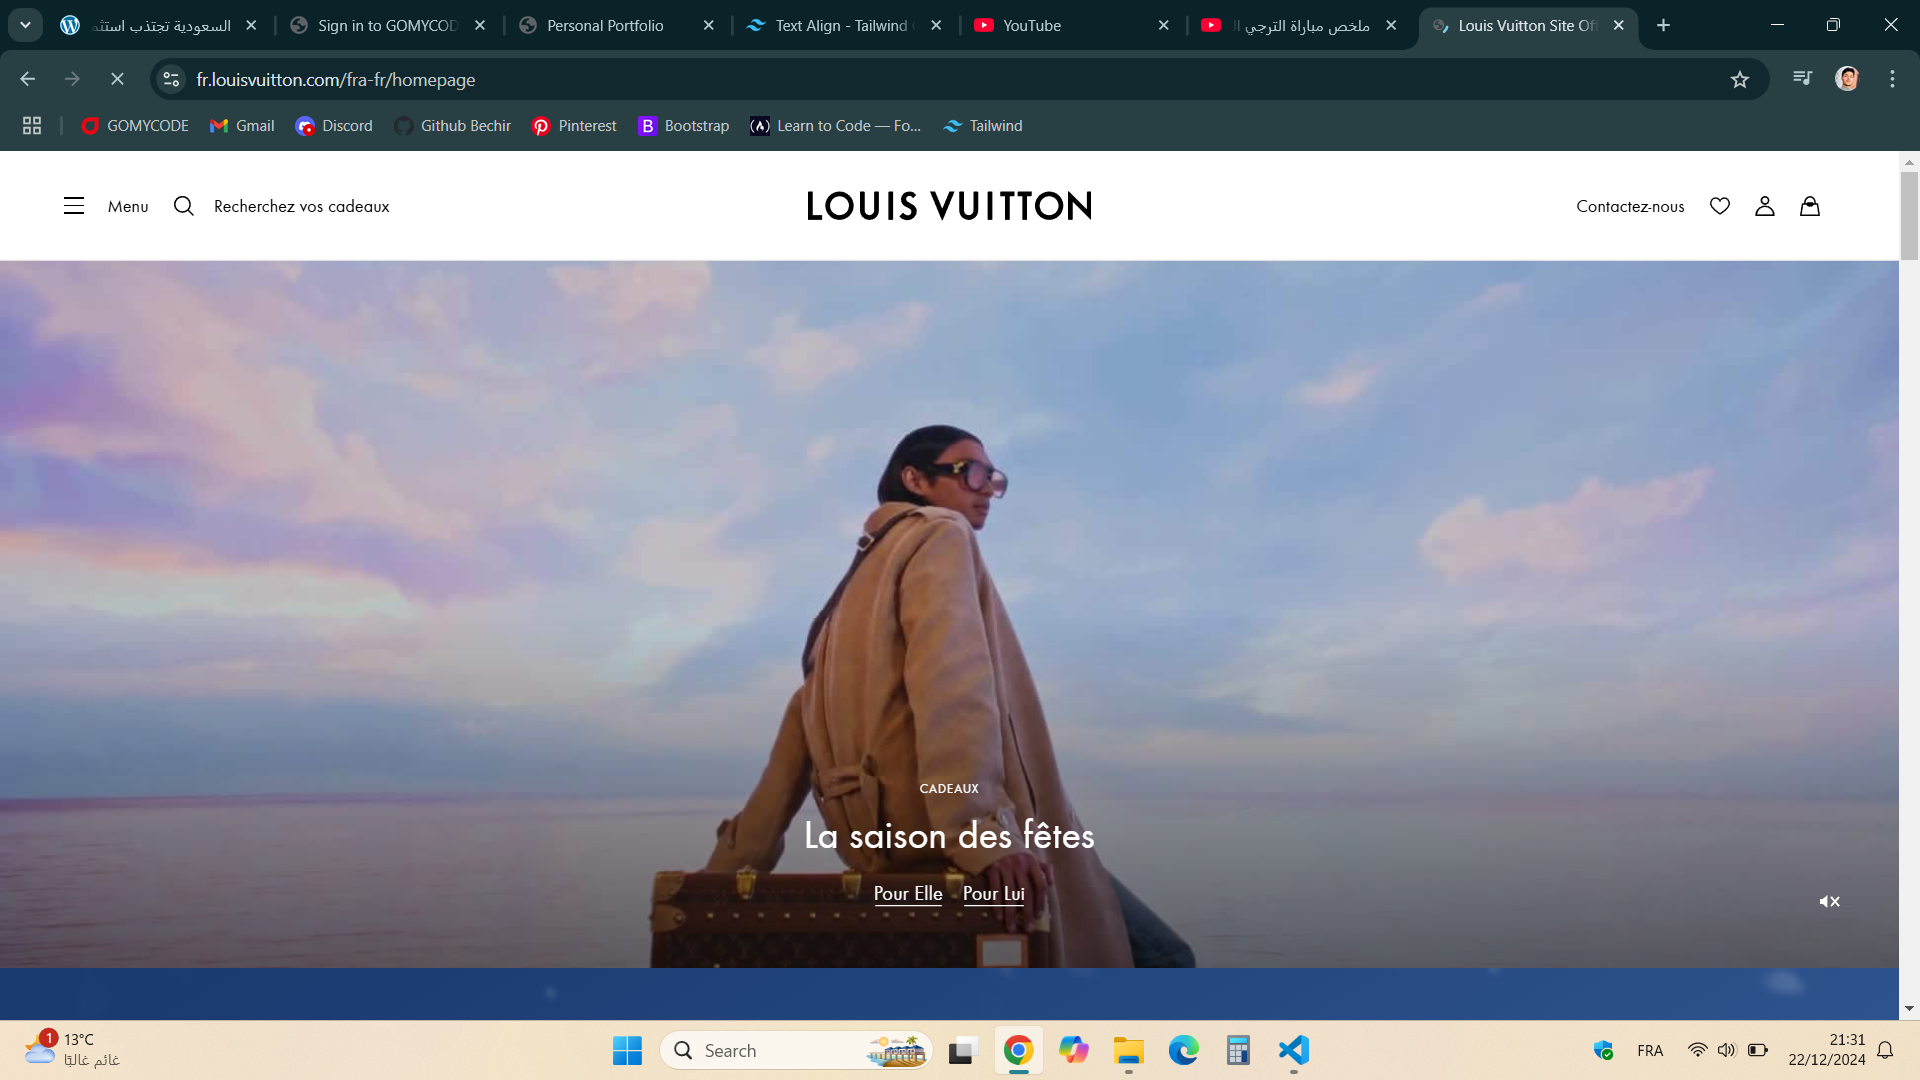 السعودية تجتذب استثم
Sign in to GOMYCOD
Personal Portfolio
Text Align - Tailwind
YouTube
ملخص مباراة الترجي ال
Louis Vuitton Site Of
fr.louisvuitton.com/fra-fr/homepage
GOMYCODE
Gmail
Discord
Github Bechir
Pinterest
Bootstrap
Learn to Code — Fo...
Tailwind
Menu
Recherchez vos cadeaux
LOUIS VUITTON
Contactez-nous
CADEAUX
La saison des fêtes
Pour Elle Pour Lui
1
13°C
غائم غالبًا
Search
FRA
21:31
22/12/2024